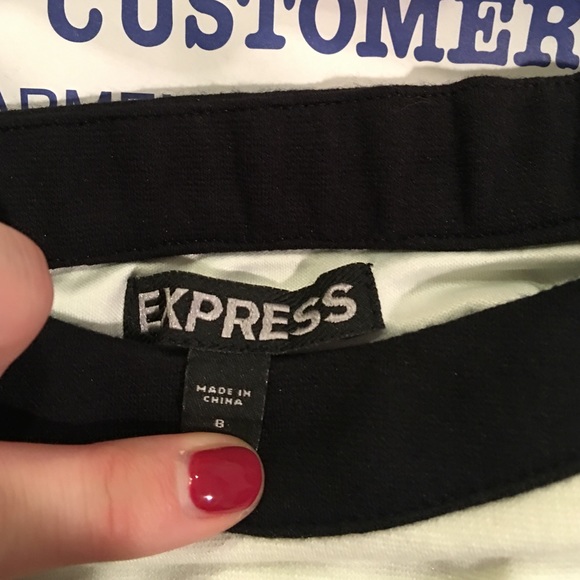 CUSTOMER
EXPRESS
MADE IN
CHINA
8